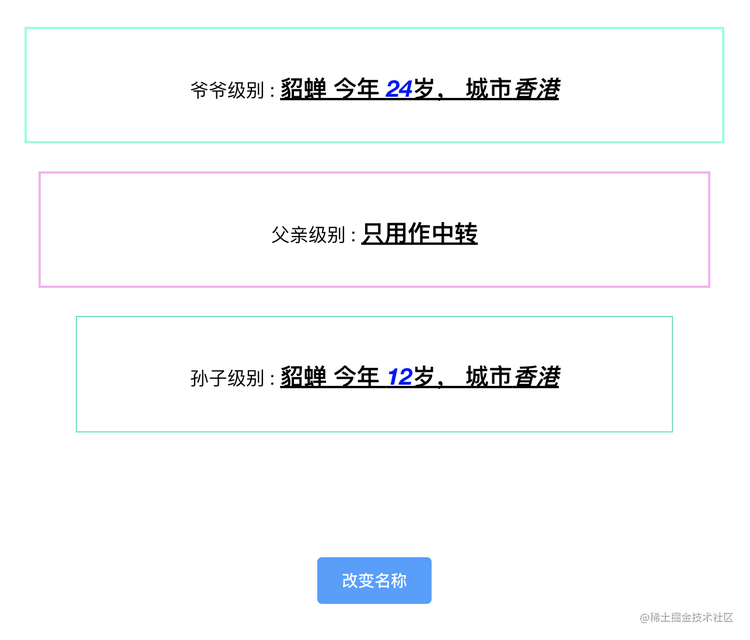 爷爷级别 : 貂蝉 今年 24岁， 城市香港
父亲级别 : 只用作中转
孙子级别 : 貂蝉 今年 12岁， 城市香港
改变名称
@稀土掘金技术社区